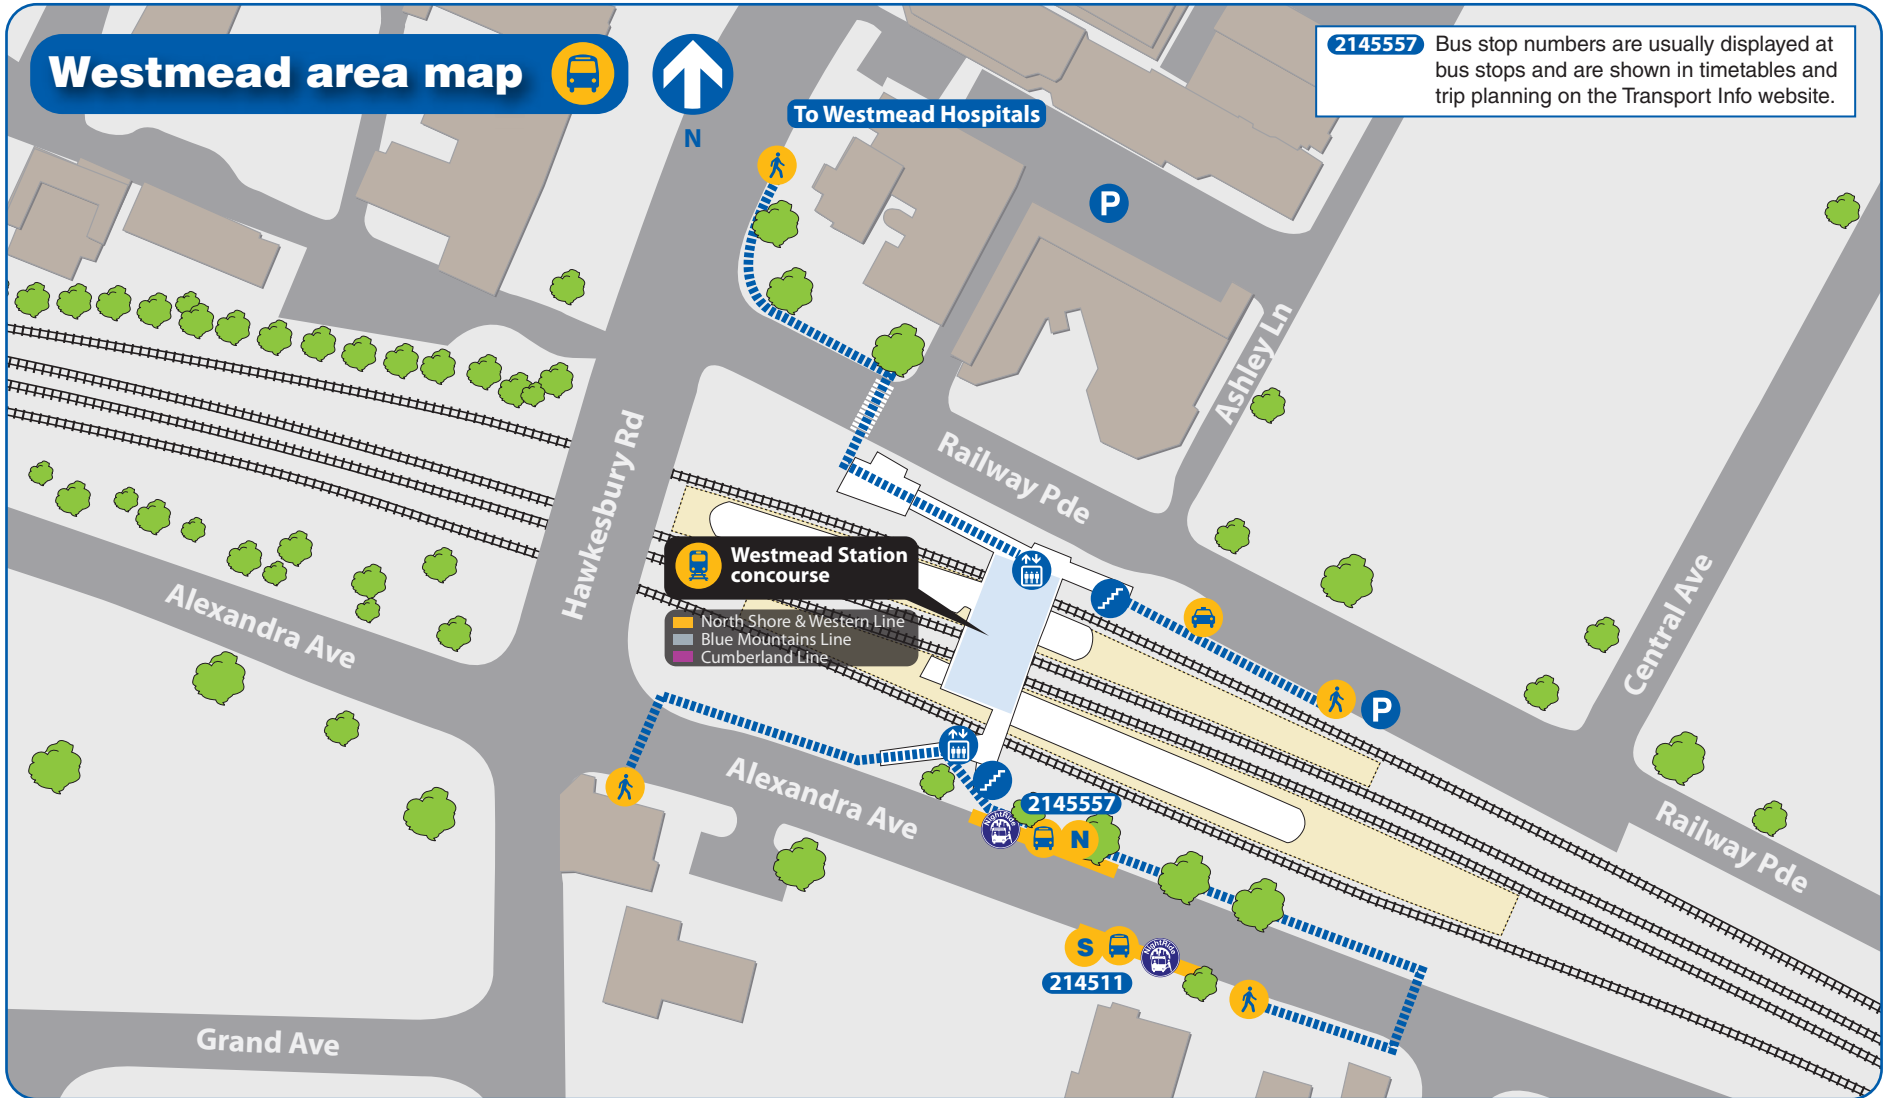 Westmead area map
N
To Westmead Hospitals
2145557 Bus stop numbers are usually displayed at
bus stops and are shown in timetables and
trip planning on the Transport Info website.
P
Ashley Ln
Railway Pde
Hawkesbury Rd
Westmead Station
concourse
North Shore & Western Line
Blue Mountains Line
Cumberland Line
Alexandra Ave
Central Ave
P
Alexandra Ave
2145557
NightRide
N
Railway Pde
S
NightRide
214511
Grand Ave